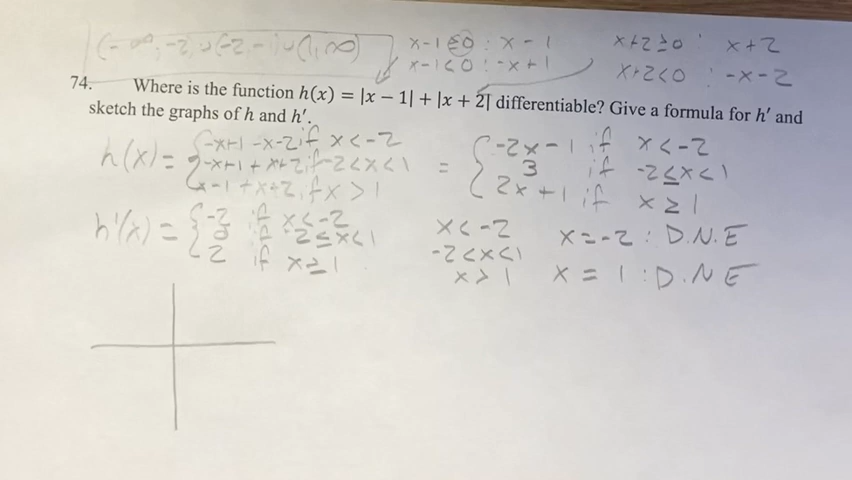 (-∞, -2) ∪ (-2, -1) ∪ (1, ∞)
x-1≥0 : x-1
x+2≥0 : x+2
x-1<0 : -x+1
x+2<0 : -x-2
74. Where is the function h(x) = |x − 1| + |x + 2| differentiable? Give a formula for h′ and
sketch the graphs of h and h′.
h(x) = { -x+1 -x-2 if x<-2
-x+1 + x+2 if -2<x<1
x-1 +x+2 if x>1
= { -2x-1 if x<-2
3 if -2≤x<1
2x+1 if x≥1
h'(x) = { -2 if x<-2
0 if -2≤x<1
2 if x≥1
x<-2
-2<x<1
x>1
x=-2 : D.N.E
x = 1 : D.N E